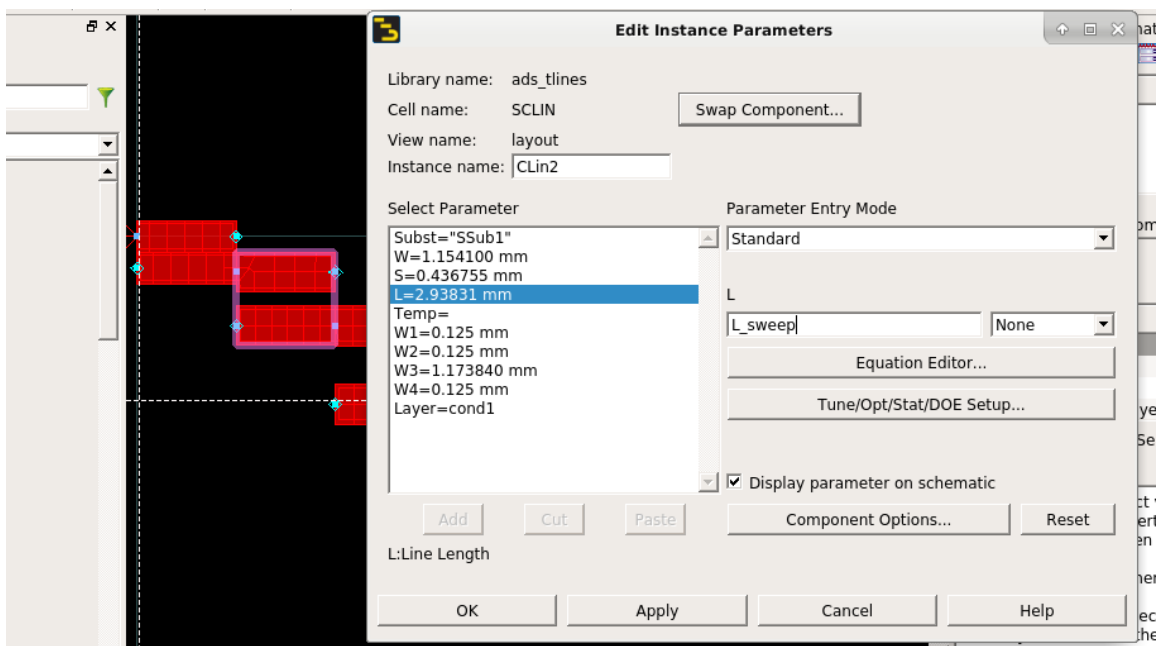 Edit Instance Parameters
Library name: ads_tlines
Cell name: SCLIN
Swap Component...
View name: layout
Instance name: CLin2
Select Parameter
Parameter Entry Mode
Subst="SSub1"
Standard
W=1.154100 mm
S=0.436755 mm
L=2.93831 mm
L
Temp=
L_sweep
None
W1=0.125 mm
W2=0.125 mm
W3=1.173840 mm
W4=0.125 mm
Layer=cond1
Equation Editor...
Tune/Opt/Stat/DOE Setup...
Display parameter on schematic
Add
Cut
Paste
Component Options...
Reset
L:Line Length
OK
Apply
Cancel
Help